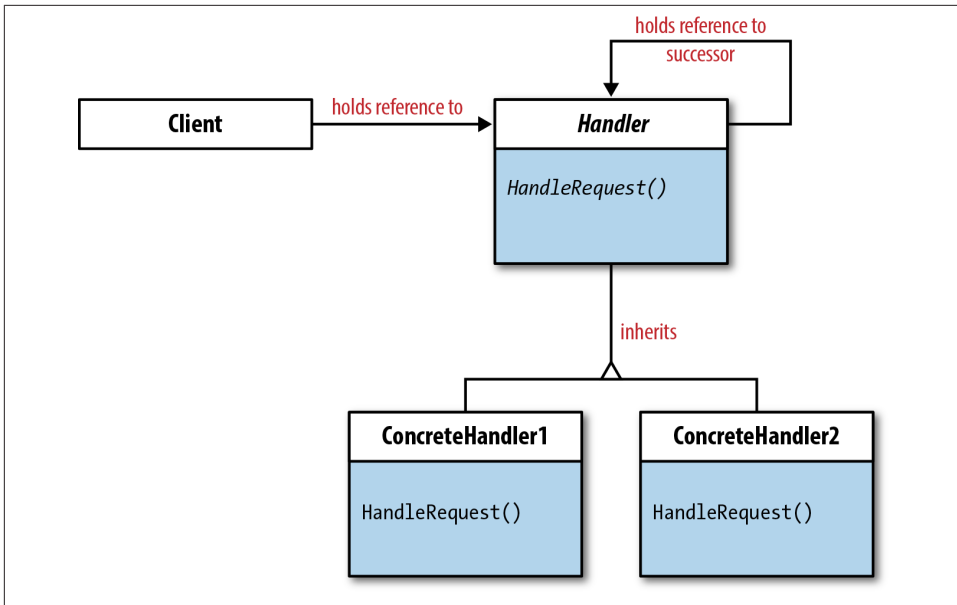 holds reference to
successor
holds reference to
Client
Handler
HandleRequest()
inherits
ConcreteHandler1
ConcreteHandler2
HandleRequest()
HandleRequest()